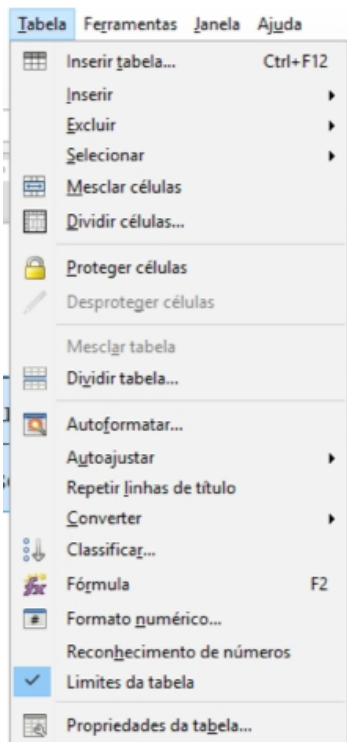 Tabela Ferramentas Janela Ajuda
Inserir tabela... Ctrl+F12
Inserir
Excluir
Selecionar
Mesclar células
Dividir células...
Proteger células
Desproteger células
Mesclar tabela
Dividir tabela...
Autoformatar...
Autoajustar
Repetir linhas de título
Converter
Classificar...
Fórmula F2
Formato numérico...
Reconhecimento de números
Limites da tabela
Propriedades da tabela...